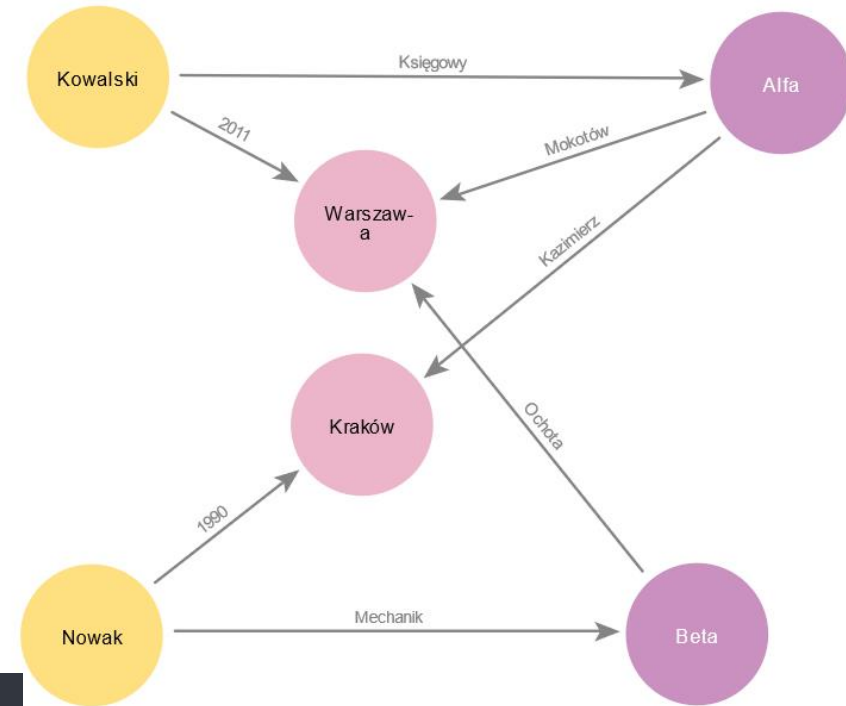 Kowalski
Księgowy
Alfa
2011
Mokotów
Warszaw-
a
Kazimierz
Kraków
Ochota
1990
Nowak
Mechanik
Beta